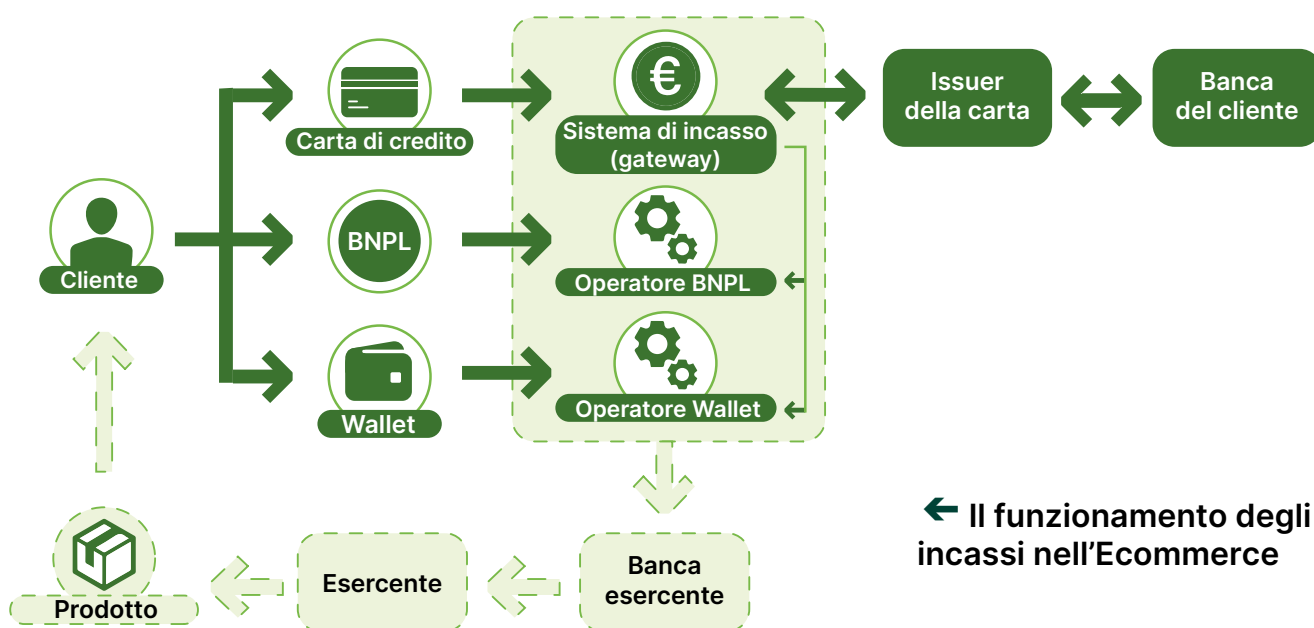 €
Issuer
della carta
Banca
del cliente
Carta di credito
Sistema di incasso
(gateway)
BNPL
Cliente
Operatore BNPL
Wallet
Operatore Wallet
Il funzionamento degli
incassi nell'Ecommerce
Banca
esercente
Esercente
Prodotto